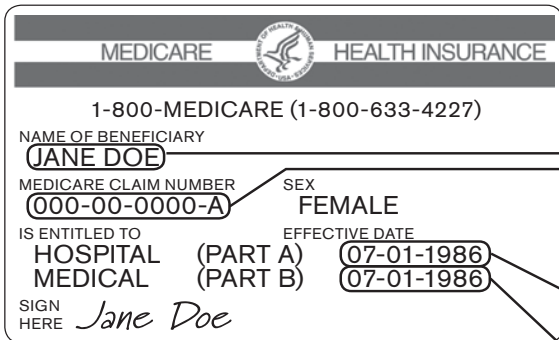 MEDICARE HEALTH INSURANCE
1-800-MEDICARE (1-800-633-4227)
NAME OF BENEFICIARY
JANE DOE
MEDICARE CLAIM NUMBER SEX
000-00-0000-A FEMALE
IS ENTITLED TO EFFECTIVE DATE
HOSPITAL (PART A) 07-01-1986
MEDICAL (PART B) 07-01-1986
SIGN
HERE Jane Doe